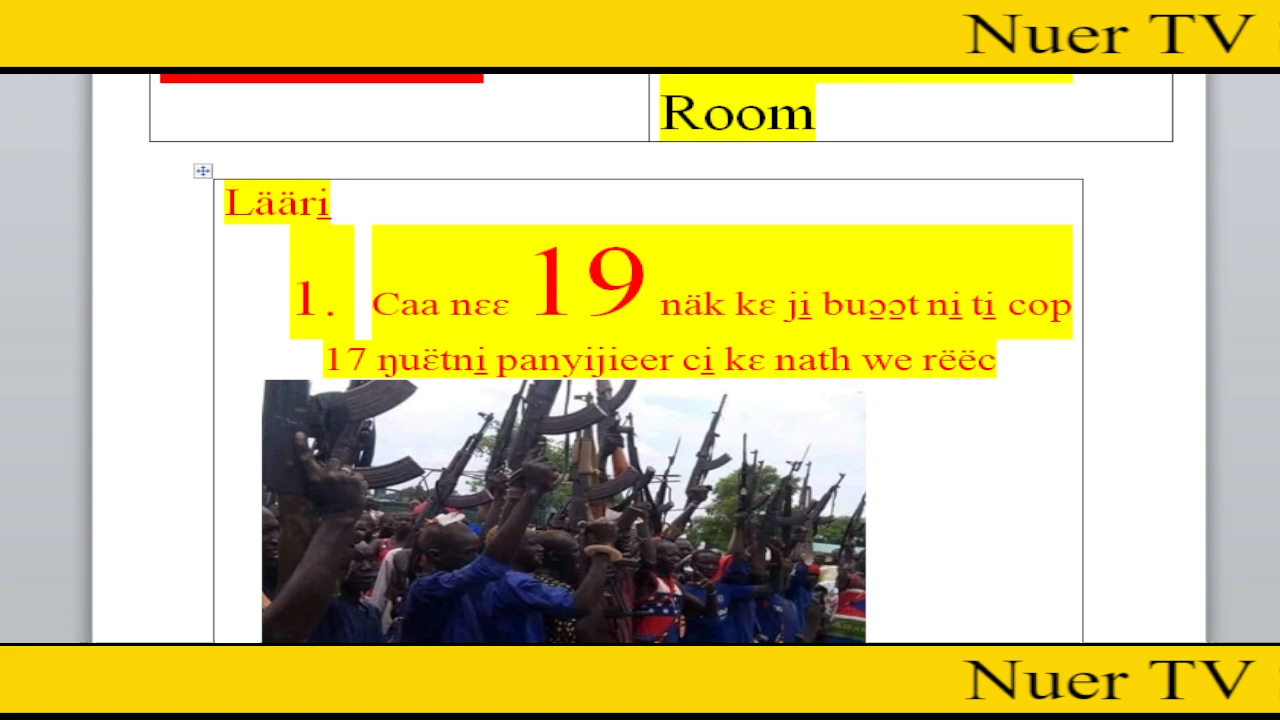 Nuer TV
Room
Lääri̱
1. Caa nɛɛ 19 näk kɛ ji̱ buɔ̱ɔ̱t ni̱ ti̱ cop
17 ŋuɛ̈tni̱ panyijieer ci̱ kɛ nath we rëëc
Nuer TV